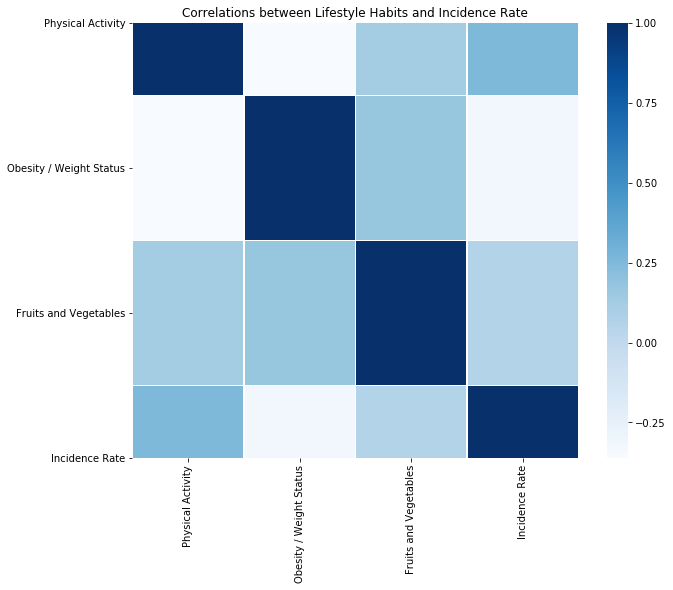 Correlations between Lifestyle Habits and Incidence Rate
Physical Activity
Obesity / Weight Status
Fruits and Vegetables
Incidence Rate
Physical Activity
Obesity / Weight Status
Fruits and Vegetables
Incidence Rate
1.00
0.75
0.50
0.25
0.00
−0.25